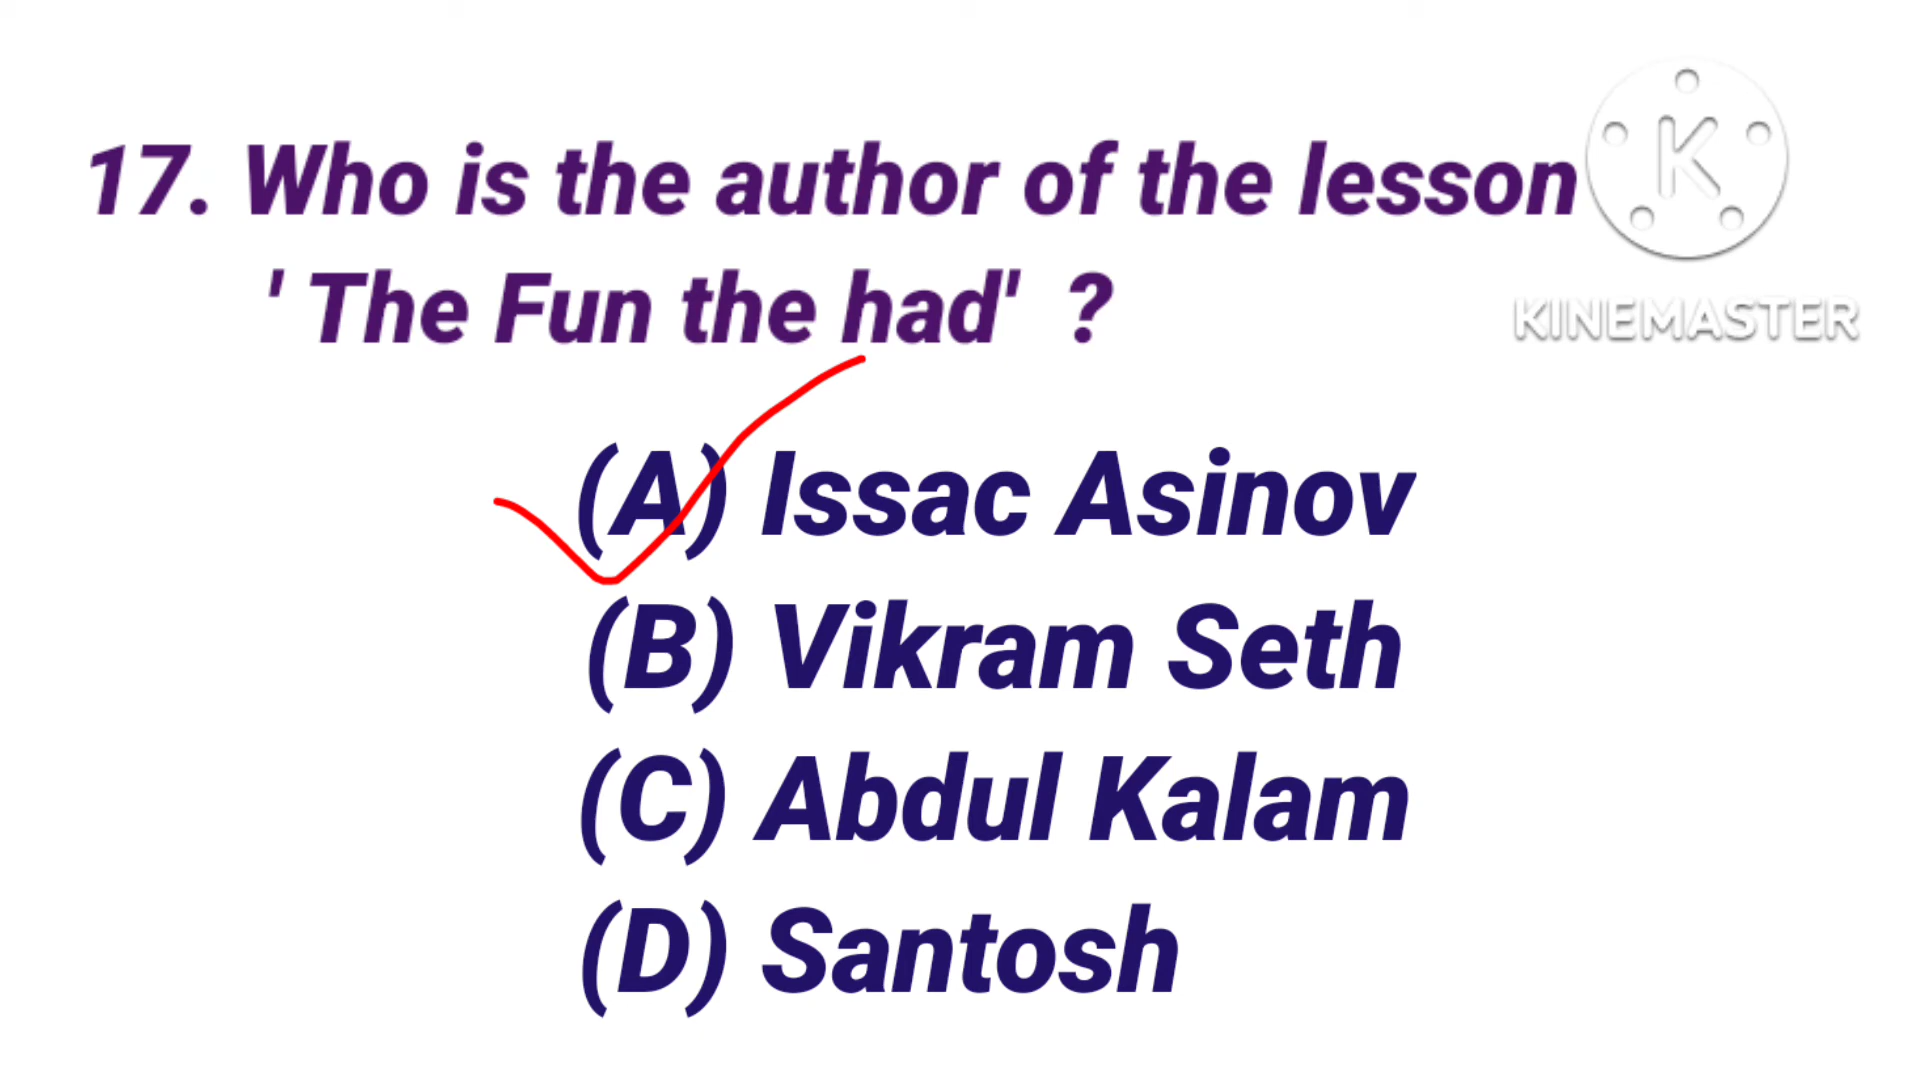 17. Who is the author of the lesson
' The Fun the had' ?
K
KINEMASTER
(A) Issac Asinov
(B) Vikram Seth
(C) Abdul Kalam
(D) Santosh